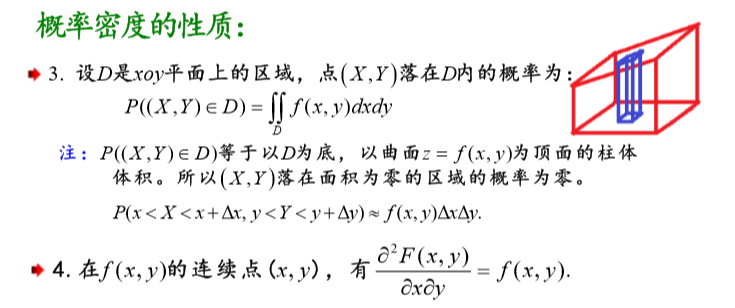 概率密度的性质：
3. 设D是xoy平面上的区域，点(X,Y)落在D内的概率为：
P((X,Y)∈D)=∬_D f(x,y)dxdy
注：P((X,Y)∈D)等于以D为底，以曲面z=f(x,y)为顶面的柱体
体积。所以(X,Y)落在面积为零的区域的概率为零。
P(x<X<x+Δx, y<Y<y+Δy)≈f(x,y)ΔxΔy.
4. 在f(x,y)的连续点(x,y)，有 ∂²F(x,y)/∂x∂y = f(x,y).